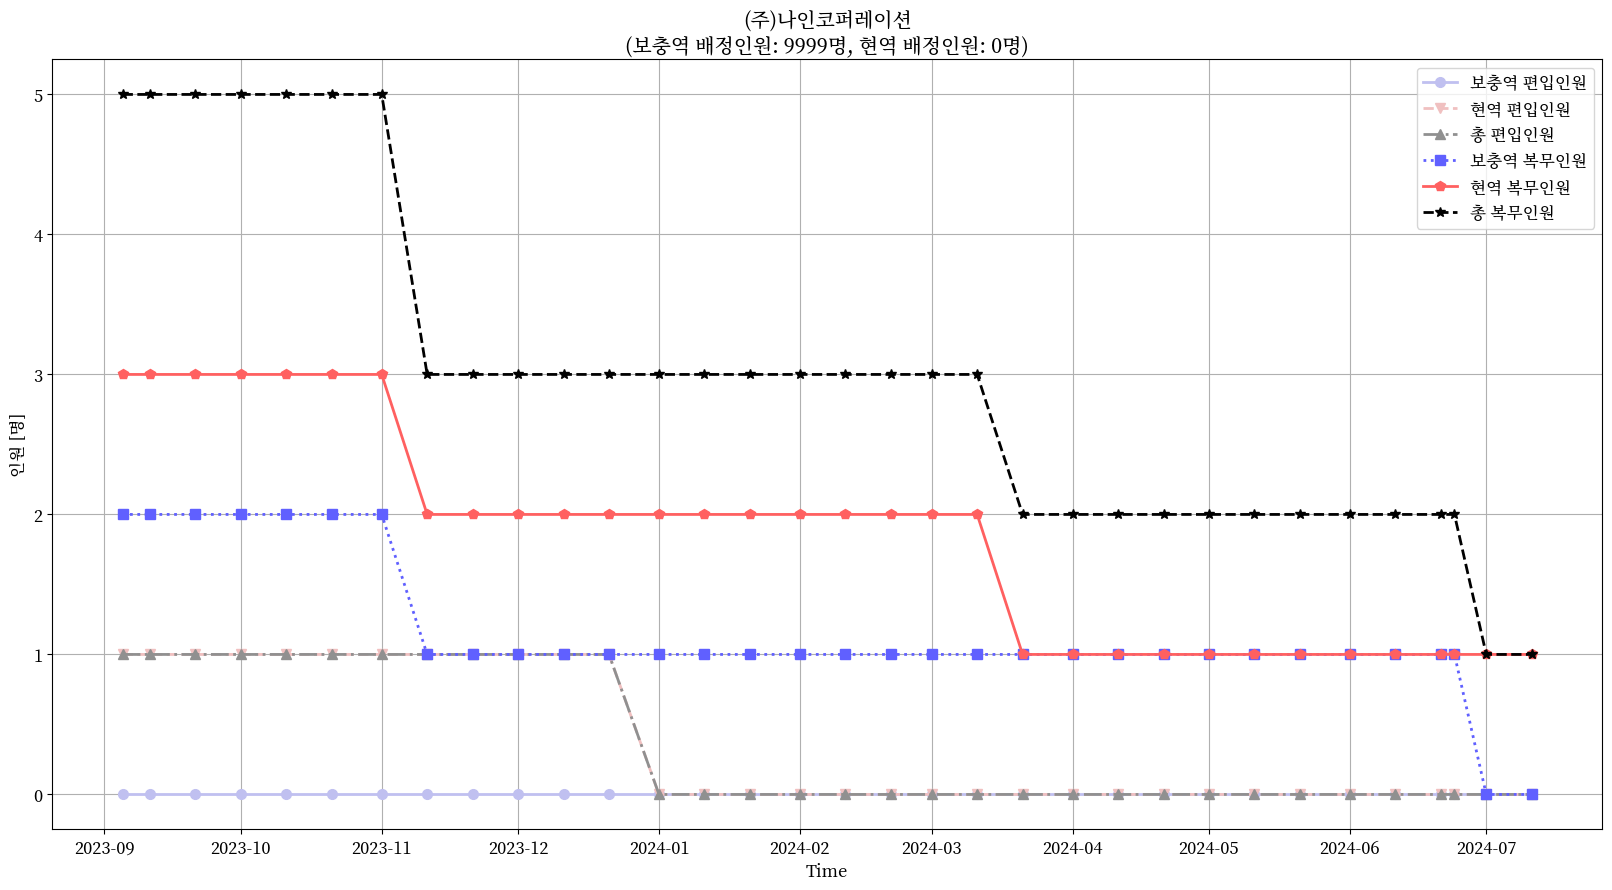 (주)나인코퍼레이션
(보충역 배정인원: 9999명, 현역 배정인원: 0명)
보충역 편입인원
현역 편입인원
총 편입인원
보충역 복무인원
현역 복무인원
총 복무인원
인원 [명]
5
4
3
2
1
0
2023-09
2023-10
2023-11
2023-12
2024-01
2024-02
2024-03
2024-04
2024-05
2024-06
2024-07
Time